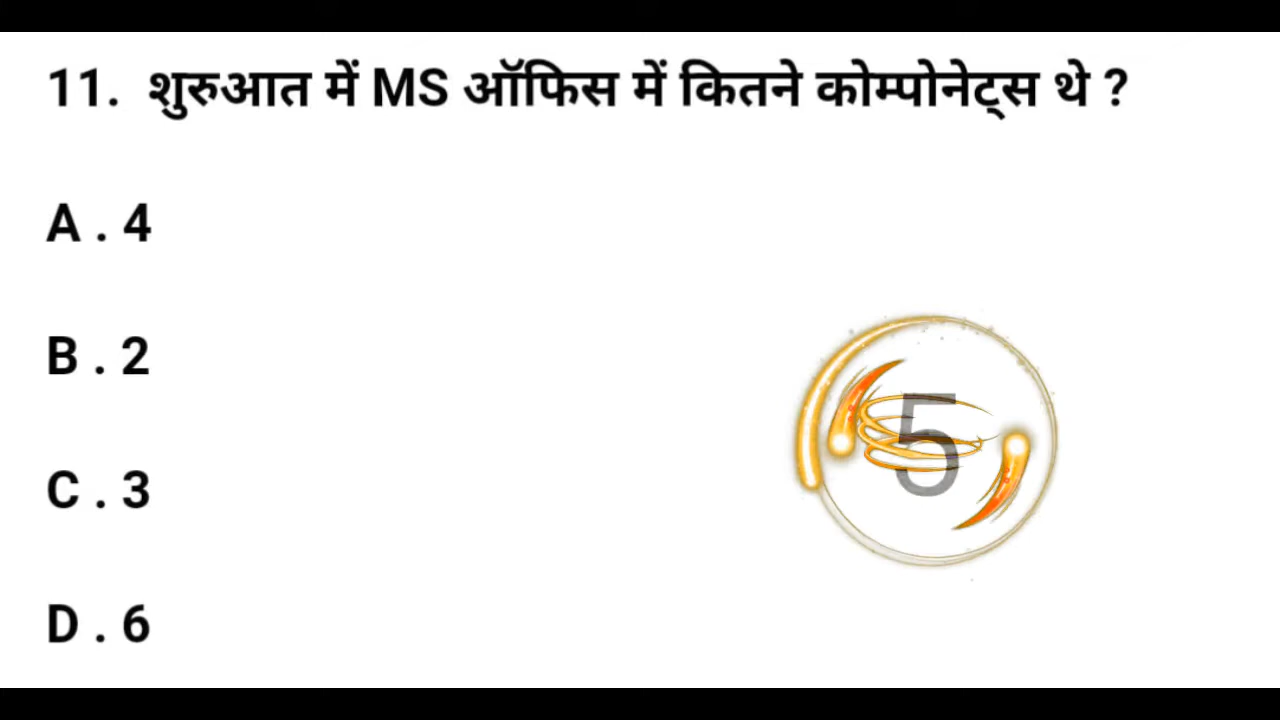 11. शुरुआत में MS ऑफिस में कितने कोम्पोनेट्स थे ?
A . 4
B . 2
5
C . 3
D . 6